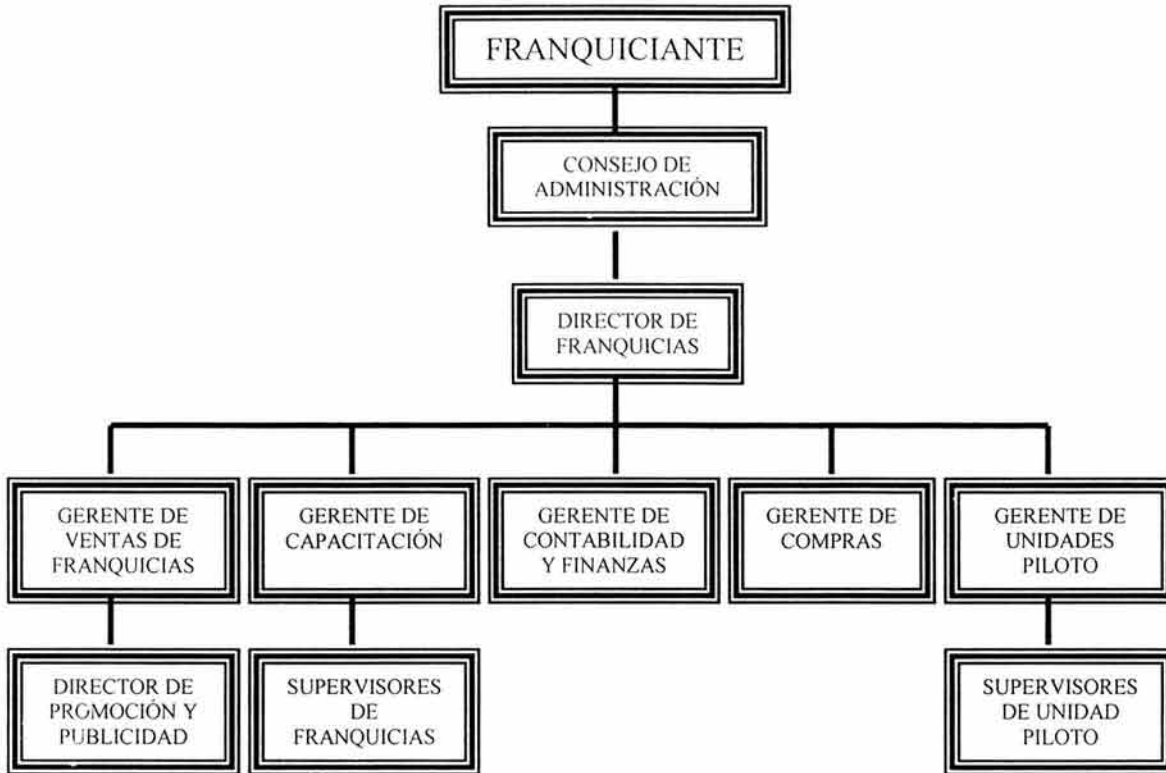 FRANQUICIANTE
CONSEJO DE
ADMINISTRACIÓN
DIRECTOR DE
FRANQUICIAS
GERENTE DE
VENTAS DE
FRANQUICIAS
GERENTE DE
CAPACITACIÓN
GERENTE DE
CONTABILIDAD
Y FINANZAS
GERENTE DE
COMPRAS
GERENTE DE
UNIDADES
PILOTO
DIRECTOR DE
PROMOCIÓN Y
PUBLICIDAD
SUPERVISORES
DE
FRANQUICIAS
SUPERVISORES
DE UNIDAD
PILOTO